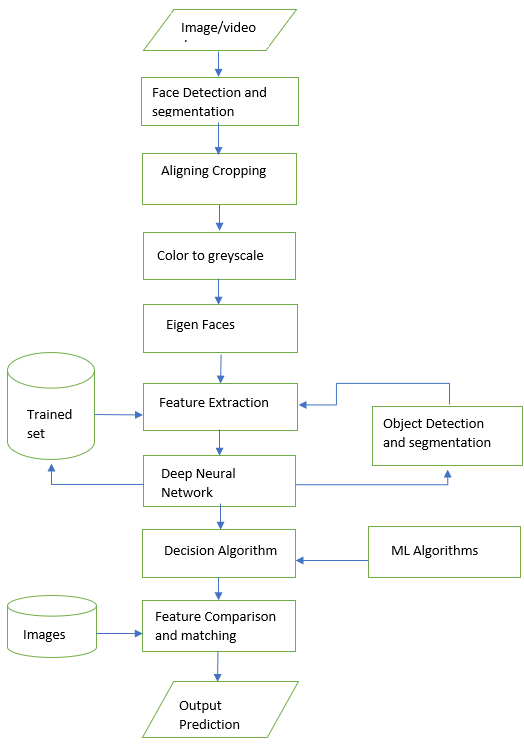 Image/video
Face Detection and
segmentation
Aligning Cropping
Color to greyscale
Eigen Faces
Feature Extraction
Trained
set
Object Detection
and segmentation
Deep Neural
Network
Decision Algorithm
ML Algorithms
Feature Comparison
and matching
Images
Output
Prediction